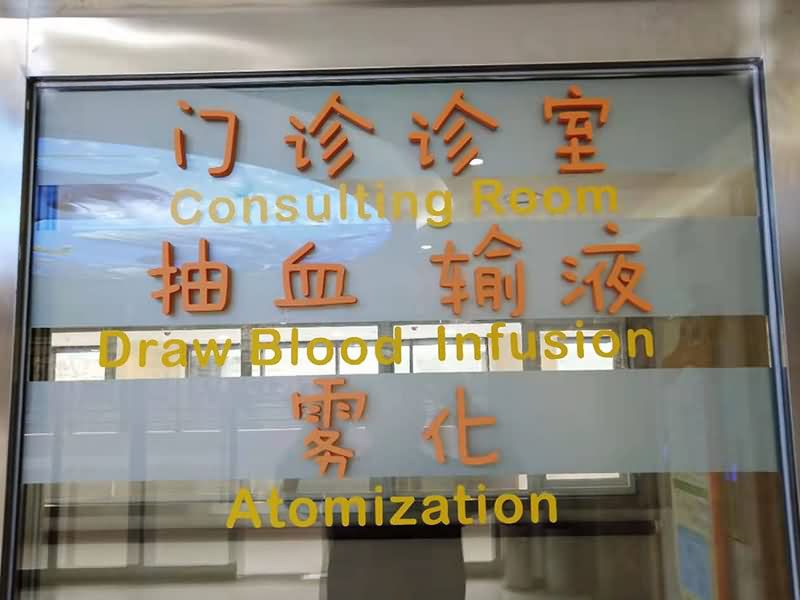 门诊诊室
Consulting Room
抽血 输液
Draw Blood Infusion
雾化
Atomization